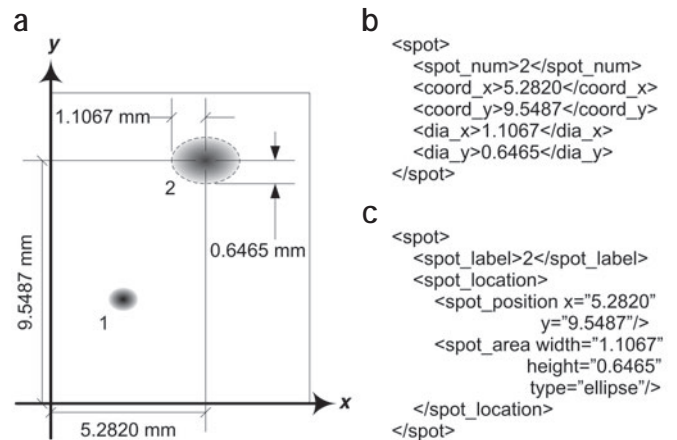 a
y
1.1067 mm
2
0.6465 mm
9.5487 mm
1
x
5.2820 mm
b
<spot>
<spot_num>2</spot_num>
<coord_x>5.2820</coord_x>
<coord_y>9.5487</coord_y>
<dia_x>1.1067</dia_x>
<dia_y>0.6465</dia_y>
</spot>
c
<spot>
<spot_label>2</spot_label>
<spot_location>
<spot_position x=”5.2820”
y=”9.5487”/>
<spot_area width=”1.1067”
height=”0.6465”
type=”ellipse”/>
</spot_location>
</spot>